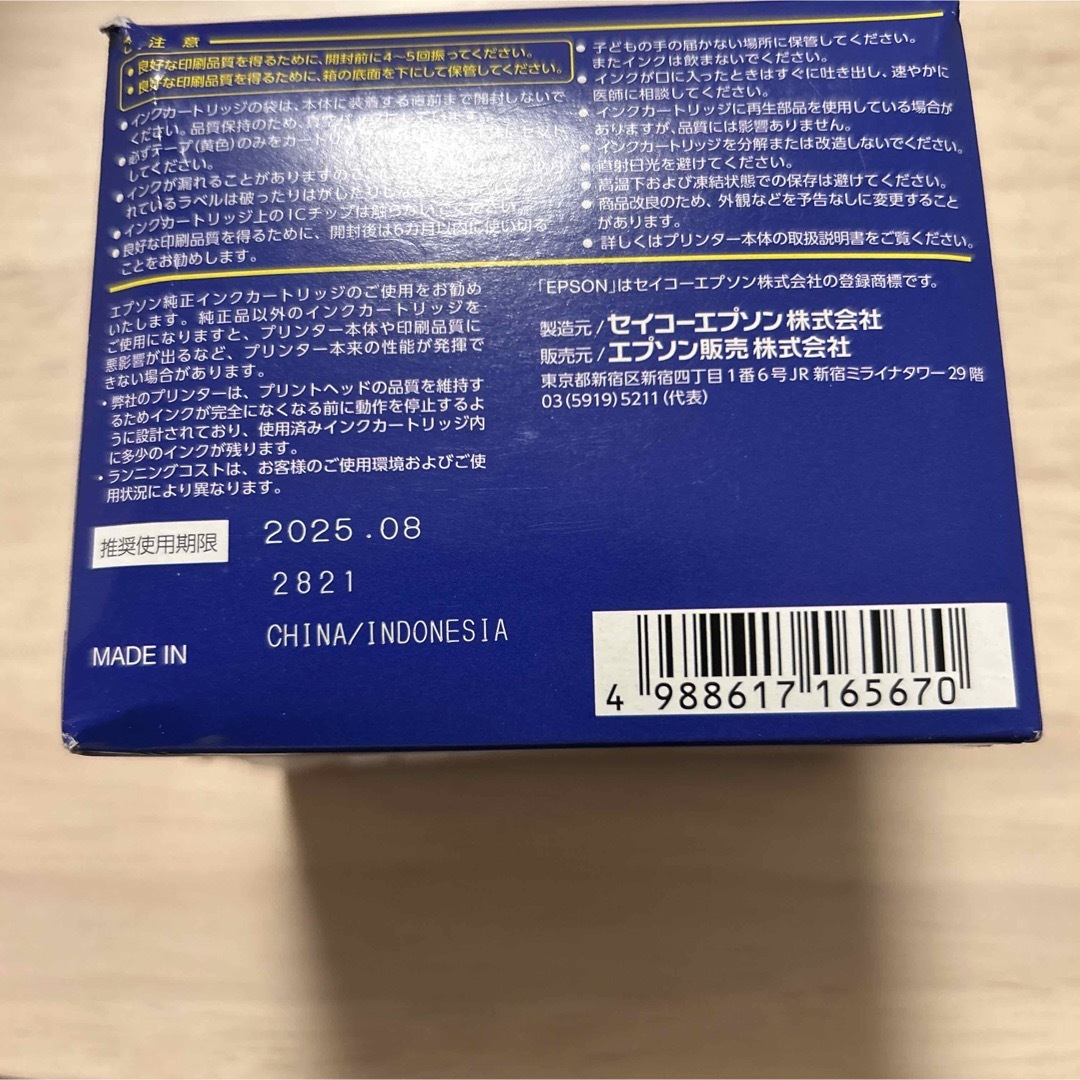 ご注意
• 良好な印刷品質を得るために、開封前に4〜5回振ってください。
• 良好な印刷品質を得るために、箱の底面を下にして保管してください。
• インクカートリッジの袋は、本体に装着する直前まで開封しないで
ください。品質保持のため、真空
• 必ずテープ(黄色)のみを
してください。
• インクが漏れることがありますので
れているラベルは破ったりはがしたりしないでください。
• インクカートリッジ上のICチップは触らないでください。
• 良好な印刷品質を得るために、開封後は6カ月以内に使い切る
ことをお勧めします。
• 子どもの手の届かない場所に保管してください。
またインクは飲まないでください。
• インクが口に入ったときはすぐに吐き出し、速やかに
医師に相談してください。
• インクカートリッジに再生部品を使用している場合が
ありますが、品質には影響ありません。
• インクカートリッジを分解または改造しないでください。
• 直射日光を避けてください。
• 高温下および凍結状態での保存は避けてください。
• 商品改良のため、外観などを予告なしに変更すること
があります。
• 詳しくはプリンター本体の取扱説明書をご覧ください。
エプソン純正インクカートリッジのご使用をお勧め
いたします。純正品以外のインクカートリッジを
ご使用になりますと、プリンター本体や印刷品質に
悪影響が出るなど、プリンター本来の性能が発揮で
きない場合があります。
• 弊社のプリンターは、プリントヘッドの品質を維持す
るためインクが完全になくなる前に動作を停止するよ
うに設計されており、使用済みインクカートリッジ内
に多少のインクが残ります。
• ランニングコストは、お客様のご使用環境およびご使
用状況により異なります。
「EPSON」はセイコーエプソン株式会社の登録商標です。
製造元/セイコーエプソン株式会社
販売元/エプソン販売株式会社
東京都新宿区新宿四丁目1番6号JR新宿ミライナタワー29階
03(5919)5211(代表)
推奨使用期限 2025.08
2821
MADE IN CHINA/INDONESIA
4 988617 165670